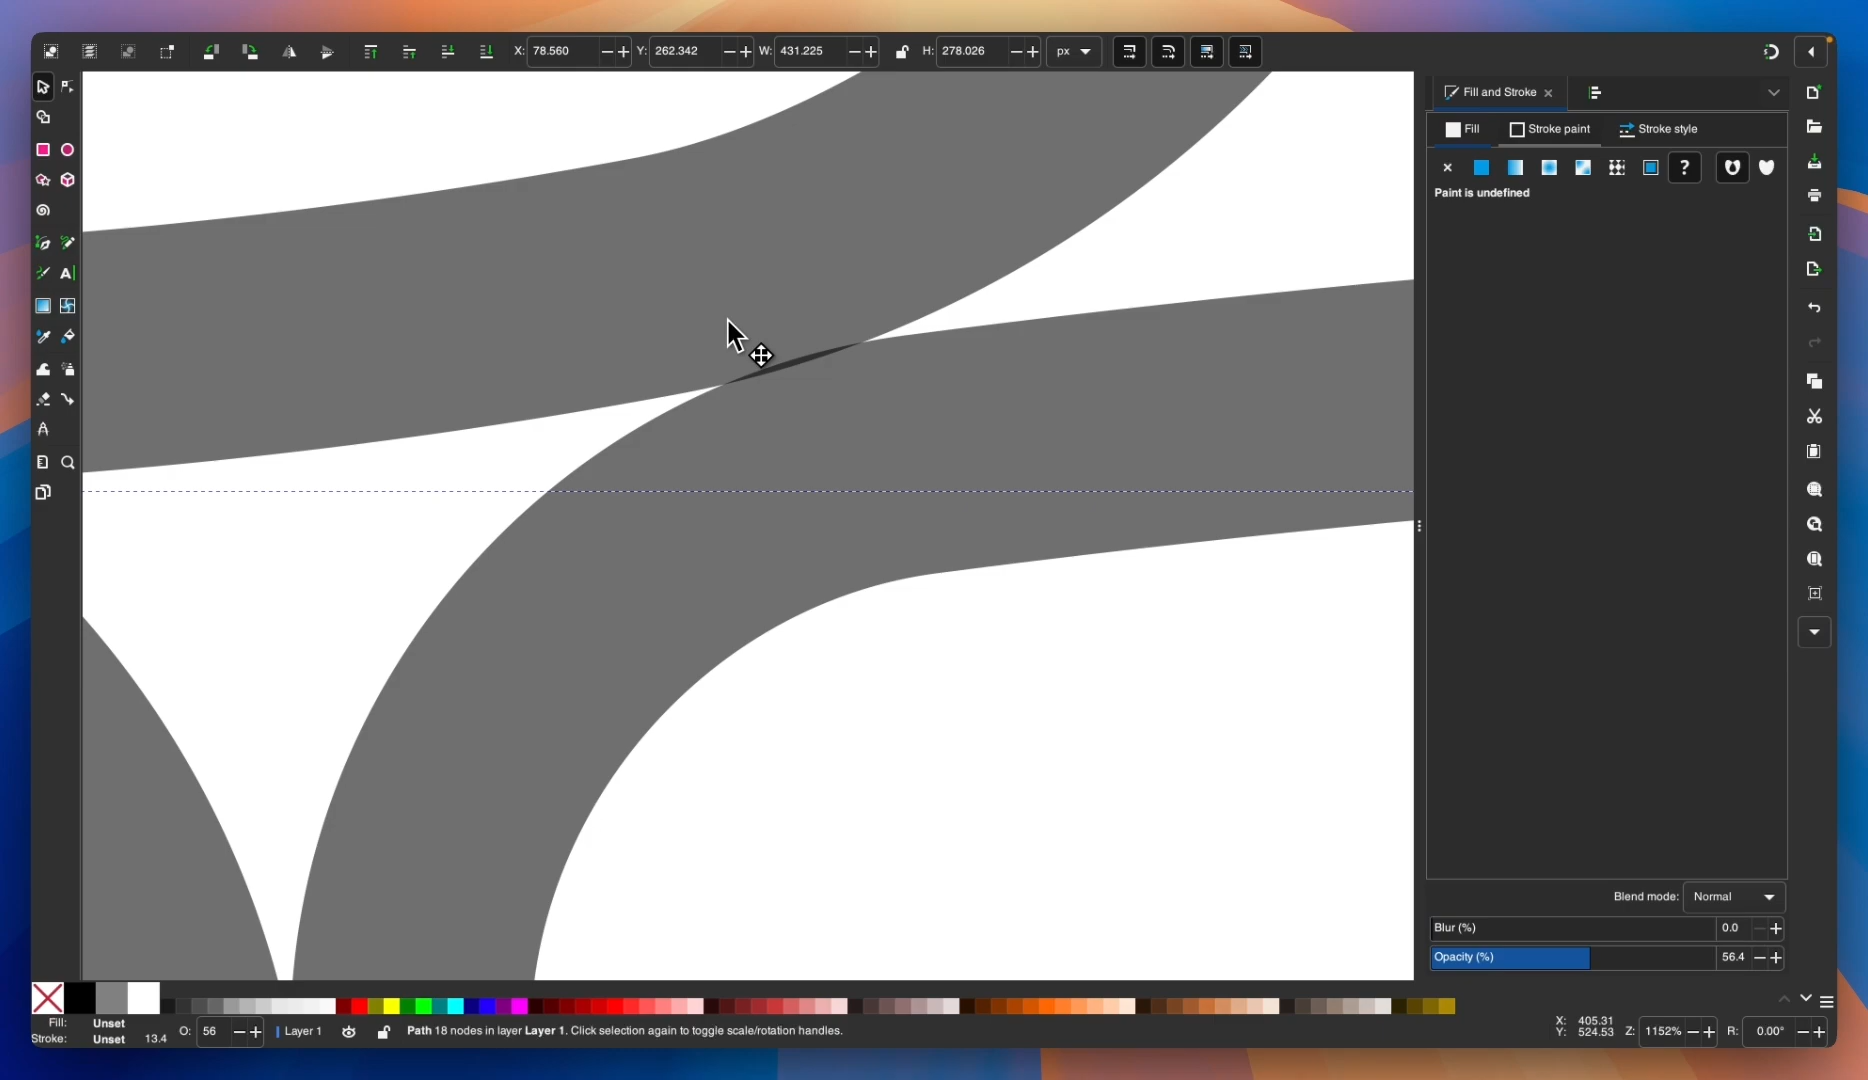 X: 78.560 Y: 262.342 W: 431.225 H: 278.026 px
Fill and Stroke
Fill Stroke paint Stroke style
Paint is undefined
Blend mode: Normal
Blur (%) 0.0
Opacity (%) 56.4
Fill: Unset
Stroke: Unset 13.4
O: 56
Layer 1
Path 18 nodes in layer Layer 1. Click selection again to toggle scale/rotation handles.
X: 405.31
Y: 524.53
Z: 1152%
R: 0.00°